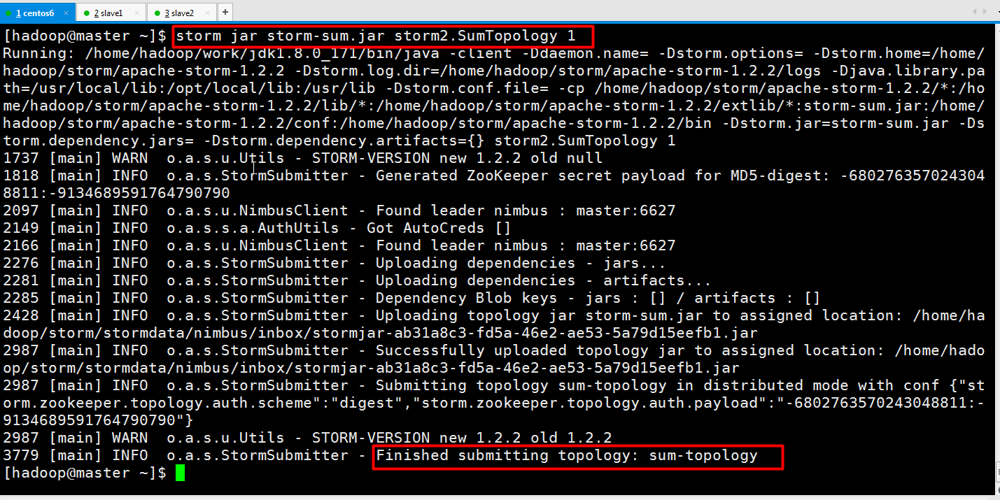 1 centos6 × 2 slave1 × 3 slave2 × +
[hadoop@master ~]$ storm jar storm-sum.jar storm2.SumTopology 1
Running: /home/hadoop/work/jdk1.8.0_171/bin/java -client -Ddaemon.name= -Dstorm.options= -Dstorm.home=/home/
hadoop/storm/apache-storm-1.2.2 -Dstorm.log.dir=/home/hadoop/storm/apache-storm-1.2.2/logs -Djava.library.pa
th=/usr/local/lib:/opt/local/lib:/usr/lib -Dstorm.conf.file= -cp /home/hadoop/storm/apache-storm-1.2.2/*:/ho
me/hadoop/storm/apache-storm-1.2.2/lib/*:/home/hadoop/storm/apache-storm-1.2.2/extlib/*:storm-sum.jar:/home/
hadoop/storm/apache-storm-1.2.2/conf:/home/hadoop/storm/apache-storm-1.2.2/bin -Dstorm.jar=storm-sum.jar -Ds
torm.dependency.jars= -Dstorm.dependency.artifacts={} storm2.SumTopology 1
1737 [main] WARN  o.a.s.u.Utils - STORM-VERSION new 1.2.2 old null
1818 [main] INFO  o.a.s.StormSubmitter - Generated ZooKeeper secret payload for MD5-digest: -680276357024304
8811:-9134689591764790790
2097 [main] INFO  o.a.s.u.NimbusClient - Found leader nimbus : master:6627
2149 [main] INFO  o.a.s.s.a.AuthUtils - Got AutoCreds []
2166 [main] INFO  o.a.s.u.NimbusClient - Found leader nimbus : master:6627
2276 [main] INFO  o.a.s.StormSubmitter - Uploading dependencies - jars...
2281 [main] INFO  o.a.s.StormSubmitter - Uploading dependencies - artifacts...
2285 [main] INFO  o.a.s.StormSubmitter - Dependency Blob keys - jars : [] / artifacts : []
2428 [main] INFO  o.a.s.StormSubmitter - Uploading topology jar storm-sum.jar to assigned location: /home/ha
doop/storm/stormdata/nimbus/inbox/stormjar-ab31a8c3-fd5a-46e2-ae53-5a79d15eefb1.jar
2987 [main] INFO  o.a.s.StormSubmitter - Successfully uploaded topology jar to assigned location: /home/hado
op/storm/stormdata/nimbus/inbox/stormjar-ab31a8c3-fd5a-46e2-ae53-5a79d15eefb1.jar
2987 [main] INFO  o.a.s.StormSubmitter - Submitting topology sum-topology in distributed mode with conf {"st
orm.zookeeper.topology.auth.scheme":"digest","storm.zookeeper.topology.auth.payload":"-6802763570243048811:-
9134689591764790790"}
2987 [main] WARN  o.a.s.u.Utils - STORM-VERSION new 1.2.2 old 1.2.2
3779 [main] INFO  o.a.s.StormSubmitter - Finished submitting topology: sum-topology
[hadoop@master ~]$